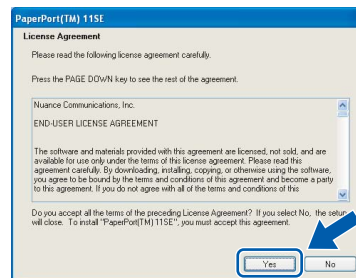 PaperPort(TM) 11SE
License Agreement
Please read the following license agreement carefully.
Press the PAGE DOWN key to see the rest of the agreement.
Nuance Communications, Inc.
END-USER LICENSE AGREEMENT
The software and materials provided with this agreement are licensed, not sold, and are
available for use only under the terms of this license agreement. Please read this
agreement carefully. By downloading, installing, copying, or otherwise using the software,
you agree to be bound by the terms and conditions of this agreement and become a party
to this agreement. If you do not agree with all of the terms and conditions of this
Do you accept all the terms of the preceding License Agreement? If you select No, the setup
will close. To install "PaperPort(TM) 11SE", you must accept this agreement.
Yes
No